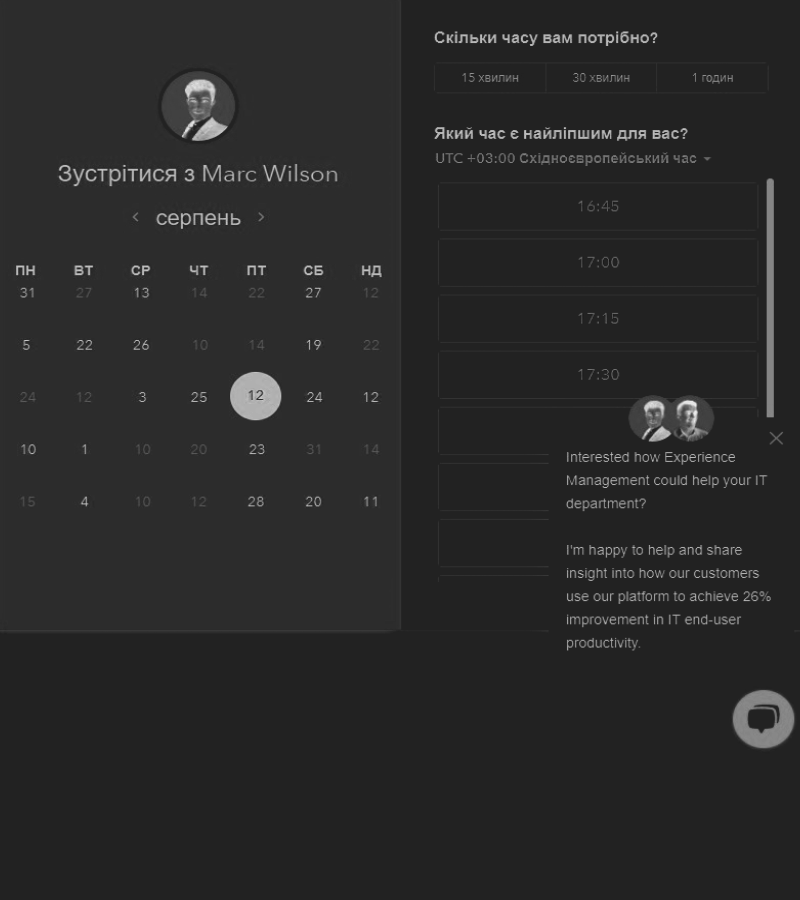 Зустрітися з Marc Wilson
серпень
ПН ВТ СР ЧТ ПТ СБ НД
31 27 13 14 22 27 12
5 22 26 10 14 19 22
24 12 3 25 12 24 12
10 1 10 20 23 31 14
15 4 10 12 28 20 11
Скільки часу вам потрібно?
15 хвилин 30 хвилин 1 годин
Який час є найліпшим для вас?
UTC +03:00 Східноєвропейський час
16:45
17:00
17:15
17:30
Interested how Experience
Management could help your IT
department?
I'm happy to help and share
insight into how our customers
use our platform to achieve 26%
improvement in IT end-user
productivity.